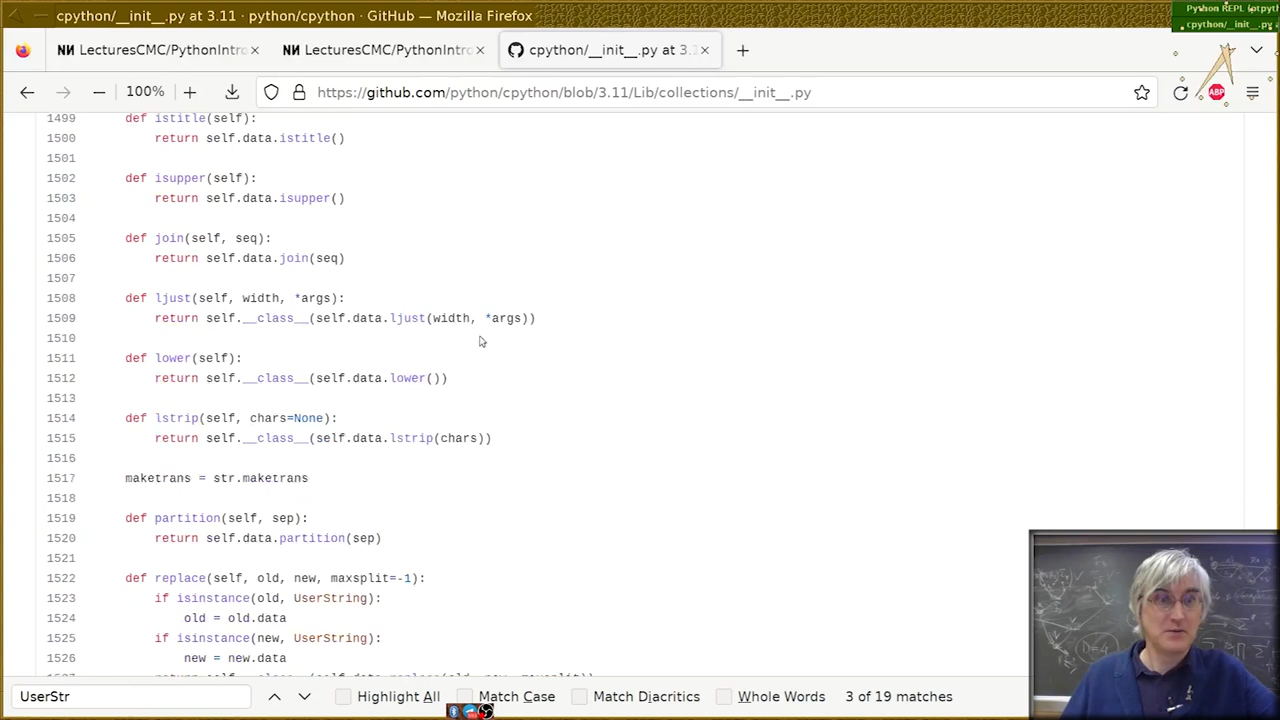 cpython/__init__.py at 3.11 · python/cpython · GitHub — Mozilla Firefox
Python REPL (ptpyth
cpython/__init__.py
LecturesCMC/PythonIntro
LecturesCMC/PythonIntro
cpython/__init__.py at 3.1
100%
https://github.com/python/cpython/blob/3.11/Lib/collections/__init__.py
ABP
1499 def istitle(self):
1500 return self.data.istitle()
1501
1502 def isupper(self):
1503 return self.data.isupper()
1504
1505 def join(self, seq):
1506 return self.data.join(seq)
1507
1508 def ljust(self, width, *args):
1509 return self.__class__(self.data.ljust(width, *args))
1510
1511 def lower(self):
1512 return self.__class__(self.data.lower())
1513
1514 def lstrip(self, chars=None):
1515 return self.__class__(self.data.lstrip(chars))
1516
1517 maketrans = str.maketrans
1518
1519 def partition(self, sep):
1520 return self.data.partition(sep)
1521
1522 def replace(self, old, new, maxsplit=-1):
1523 if isinstance(old, UserString):
1524 old = old.data
1525 if isinstance(new, UserString):
1526 new = new.data
UserStr
Highlight All
Match Case
Match Diacritics
Whole Words
3 of 19 matches